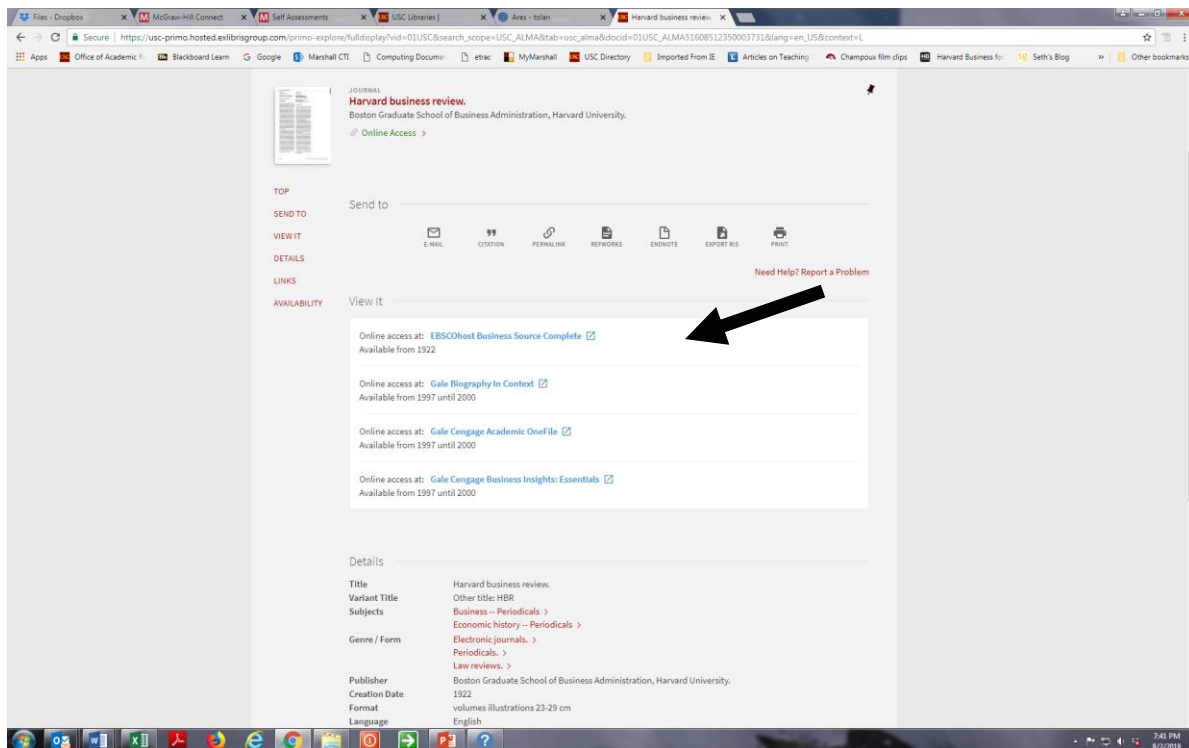 Files - Dropbox
McGraw-Hill Connect
Self Assessments
USC Libraries |
Ares - tolan
Harvard business review.
Secure | https://usc-primo.hosted.exlibrisgroup.com/primo-explore/fulldisplay?vid=01USC&search_scope=USC_ALMA&tab=usc_alma&docid=01USC_ALMA51608512350003731&lang=en_US&context=L
Apps
Office of Academic
Blackboard Learn
Google
Marshall CTI
Computing Documen
etrac
MyMarshall
USC Directory
Imported From IE
Articles on Teaching
Champoux film clips
Harvard Business for
Seth's Blog
»
Other bookmarks
JOURNAL
Harvard business review.
Boston Graduate School of Business Administration, Harvard University.
Online Access >
TOP
SEND TO
VIEW IT
DETAILS
LINKS
AVAILABILITY
Send to
E-MAIL
CITATION
PERMALINK
REFWORKS
ENDNOTE
EXPORT RIS
PRINT
Need Help? Report a Problem
View It
Online access at: EBSCOhost Business Source Complete
Available from 1922
Online access at: Gale Biography In Context
Available from 1997 until 2000
Online access at: Gale Cengage Academic OneFile
Available from 1997 until 2000
Online access at: Gale Cengage Business Insights: Essentials
Available from 1997 until 2000
Details
Title Harvard business review.
Variant Title Other title: HBR
Subjects Business -- Periodicals >
Economic history -- Periodicals >
Genre / Form Electronic journals. >
Periodicals. >
Law reviews. >
Publisher Boston Graduate School of Business Administration, Harvard University.
Creation Date 1922
Format volumes illustrations 23-29 cm
Language English
7:41 PM
8/2/2018